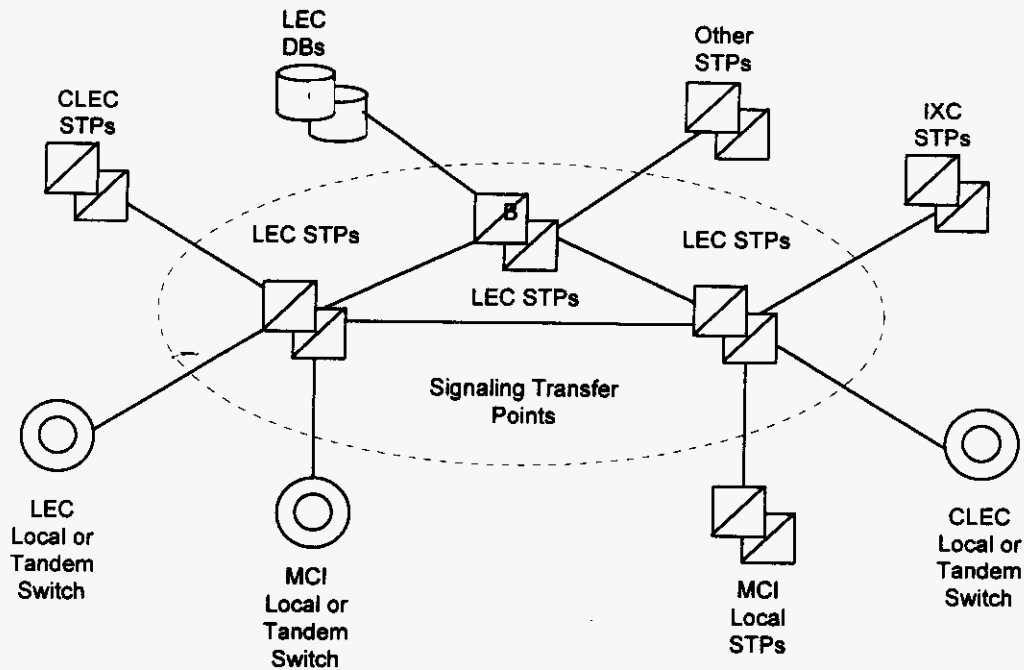 LEC
DBs
Other
STPs
CLEC
STPs
IXC
STPs
B
LEC STPs
LEC STPs
LEC STPs
Signaling Transfer
Points
LEC
Local or
Tandem
Switch
MCI
Local or
Tandem
Switch
MCI
Local
STPs
CLEC
Local or
Tandem
Switch